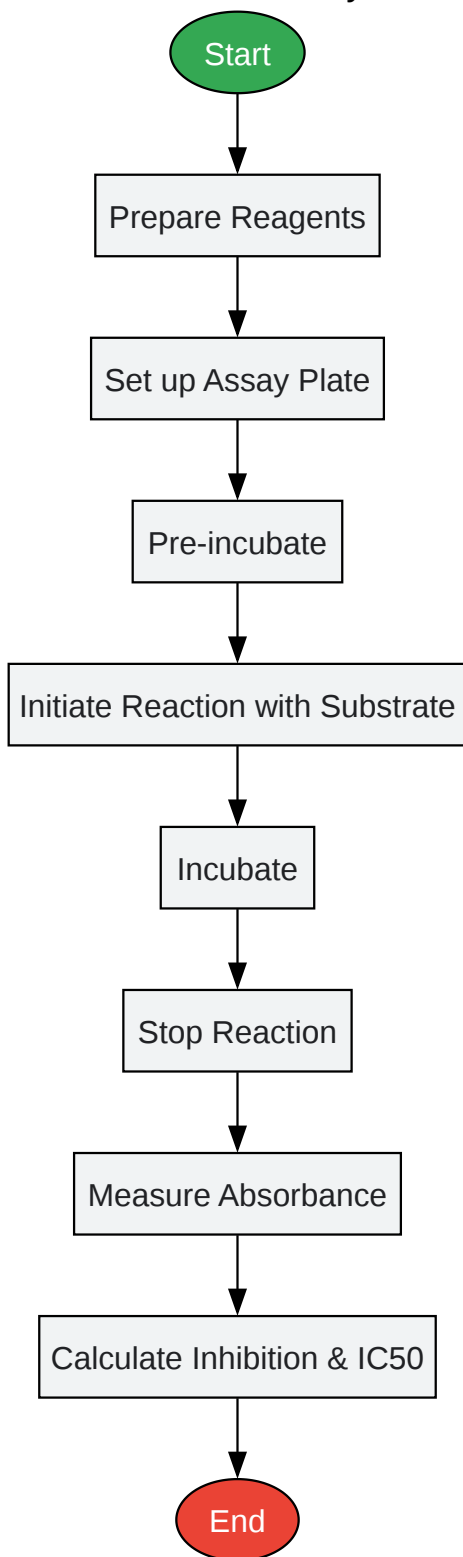 Start
Prepare Reagents
Set up Assay Plate
Pre-incubate
Initiate Reaction with Substrate
Incubate
Stop Reaction
Measure Absorbance
Calculate Inhibition & IC50
End